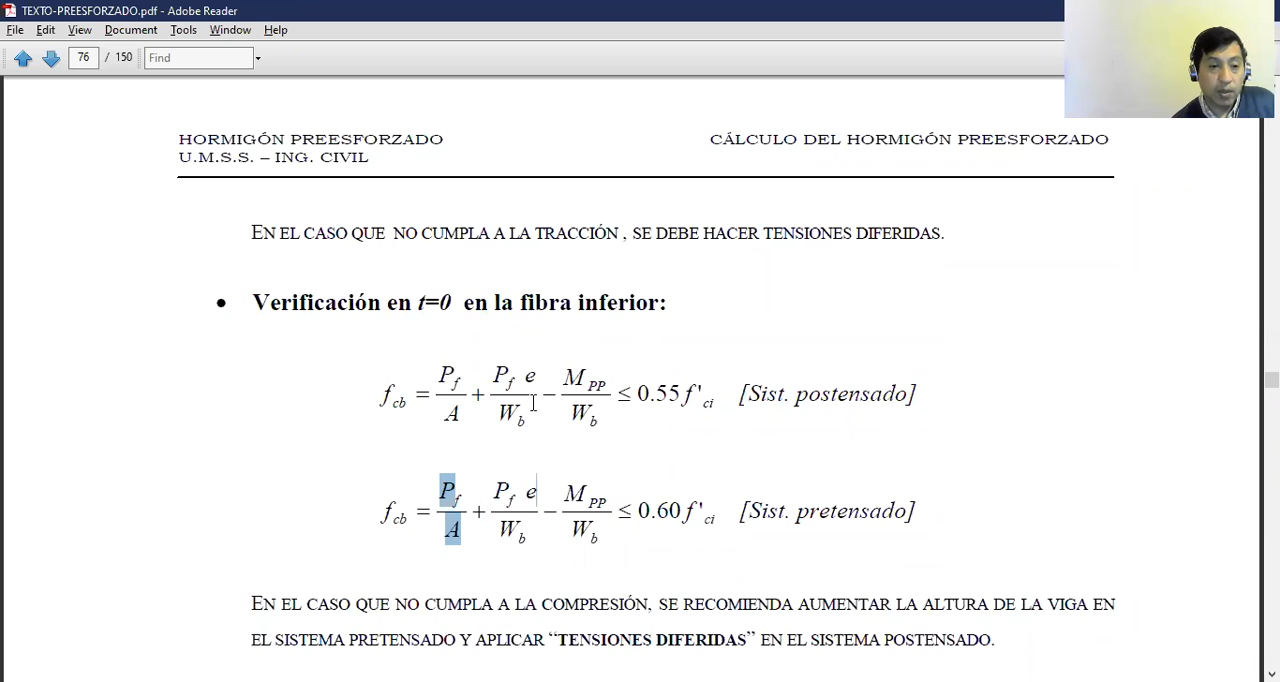 TEXTO-PREESFORZADO.pdf - Adobe Reader
File Edit View Document Tools Window Help
76 / 150 Find
HORMIGÓN PREESFORZADO CÁLCULO DEL HORMIGÓN PREESFORZADO
U.M.S.S. – ING. CIVIL
EN EL CASO QUE NO CUMPLA A LA TRACCIÓN , SE DEBE HACER TENSIONES DIFERIDAS.
• Verificación en t=0 en la fibra inferior:
f_cb = P_f/A + P_f e/W_b − M_PP/W_b ≤ 0.55 f'_ci [Sist. postensado]
f_cb = P_f/A + P_f e/W_b − M_PP/W_b ≤ 0.60 f'_ci [Sist. pretensado]
EN EL CASO QUE NO CUMPLA A LA COMPRESIÓN, SE RECOMIENDA AUMENTAR LA ALTURA DE LA VIGA EN
EL SISTEMA PRETENSADO Y APLICAR “TENSIONES DIFERIDAS” EN EL SISTEMA POSTENSADO.